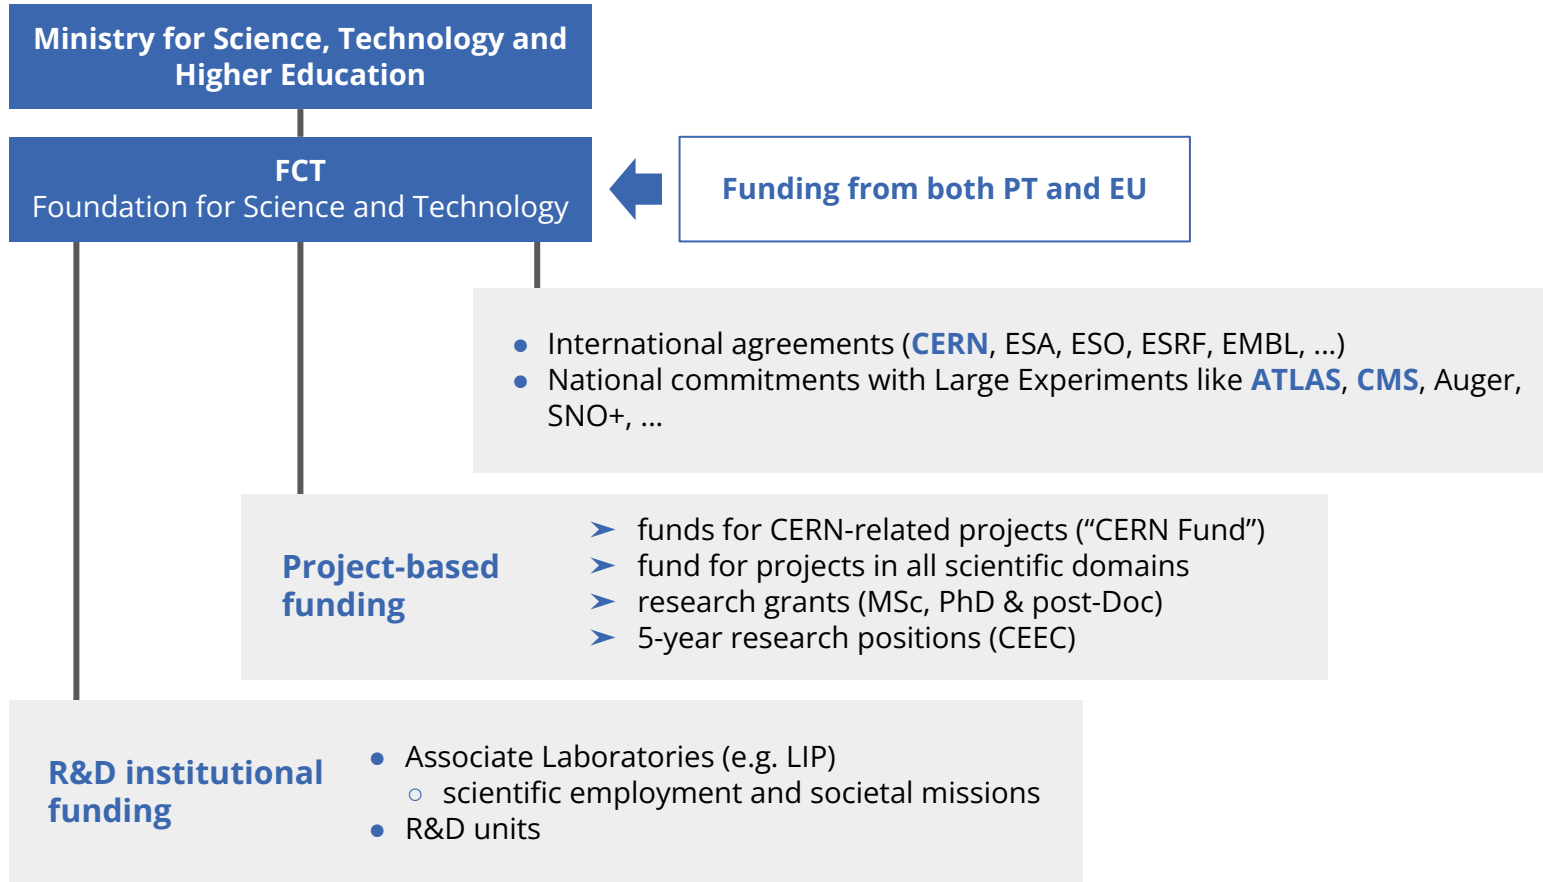 Ministry for Science, Technology and
Higher Education
FCT
Foundation for Science and Technology
Funding from both PT and EU
● International agreements (CERN, ESA, ESO, ESRF, EMBL, ...)
● National commitments with Large Experiments like ATLAS, CMS, Auger,
SNO+, ...
Project-based
funding
➤ funds for CERN-related projects (“CERN Fund”)
➤ fund for projects in all scientific domains
➤ research grants (MSc, PhD & post-Doc)
➤ 5-year research positions (CEEC)
R&D institutional
funding
● Associate Laboratories (e.g. LIP)
○ scientific employment and societal missions
● R&D units